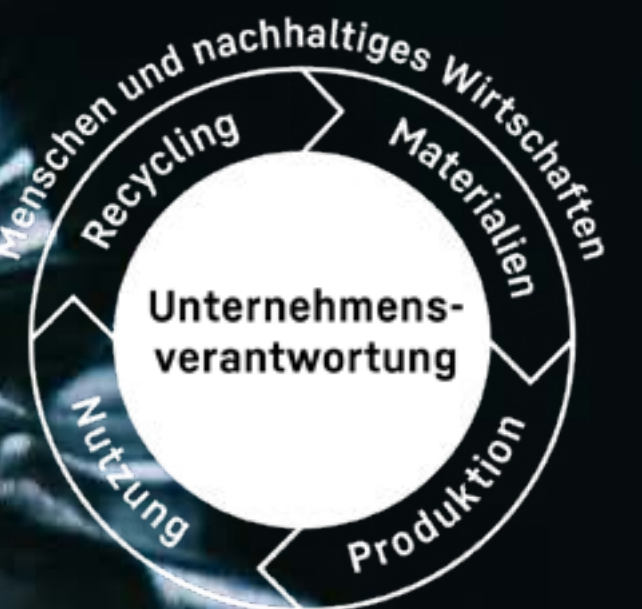 Menschen und nachhaltiges Wirtschaften
Recycling
Materialien
Unternehmens-
verantwortung
Nutzung
Produktion